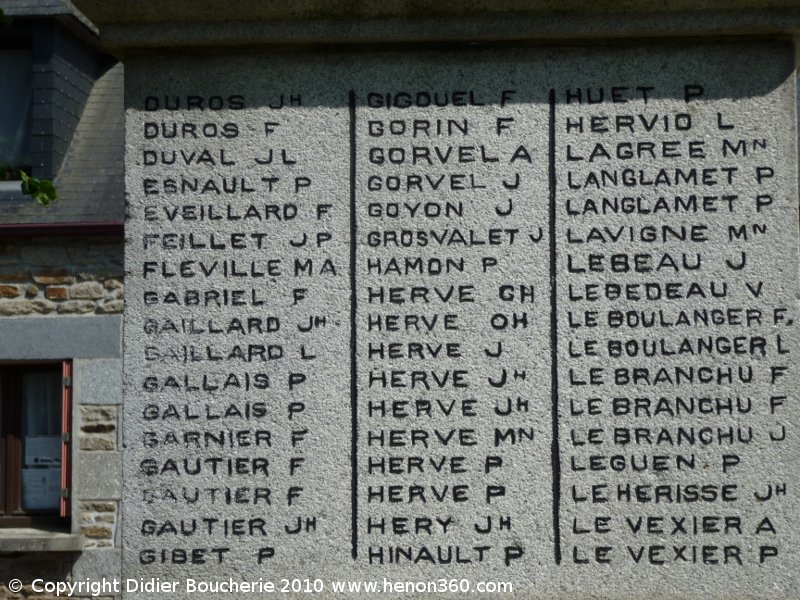 DUROS JH
DUROS F
DUVAL JL
ESNAULT P
EVEILLARD F
FEILLET JP
FLEVILLE MA
GABRIEL F
GAILLARD JH
GAILLARD L
GALLAIS P
GALLAIS P
GARNIER F
GAUTIER F
GAUTIER F
GAUTIER JH
GIBET P
GIGOUEL F
GORIN F
GORVEL A
GORVEL J
GOYON J
GROSVALET J
HAMON P
HERVE CH
HERVE OH
HERVE J
HERVE JH
HERVE JH
HERVE MN
HERVE P
HERVE P
HERY JH
HINAULT P
HUET P
HERVIO L
LAGREE MN
LANGLAMET P
LANGLAMET P
LAVIGNE MN
LEBEAU J
LEBEDEAU V
LE BOULANGER F.
LE BOULANGER L
LE BRANCHU F
LE BRANCHU F
LE BRANCHU J
LEGUEN P
LE HERISSE JH
LE VEXIER A
LE VEXIER P
© Didier Boucherie 2010 www.henon360.com